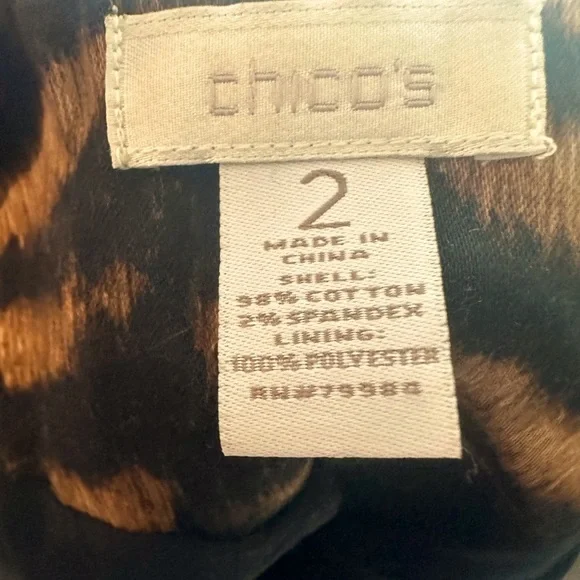 chico's
2
MADE IN
CHINA
SHELL:
98% COTTON
2% SPANDEX
LINING:
100% POLYESTER
RN#79984